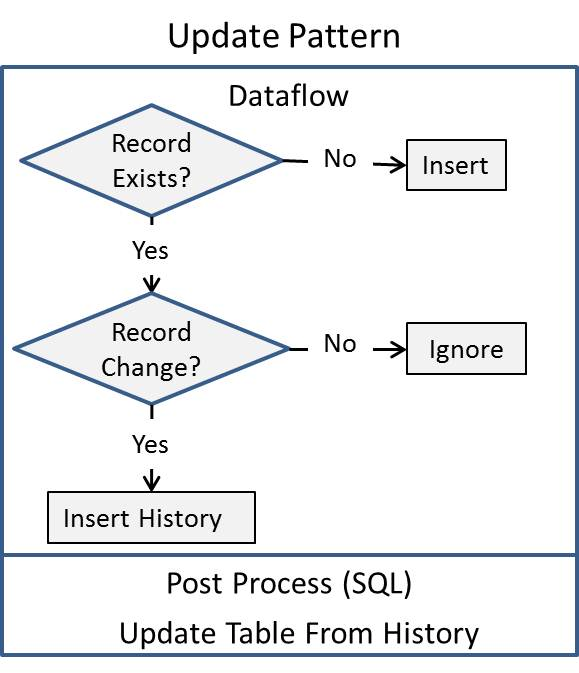 Update Pattern
Dataflow
Record
Exists?
No
Insert
Yes
Record
Change?
No
Ignore
Yes
Insert History
Post Process (SQL)
Update Table From History